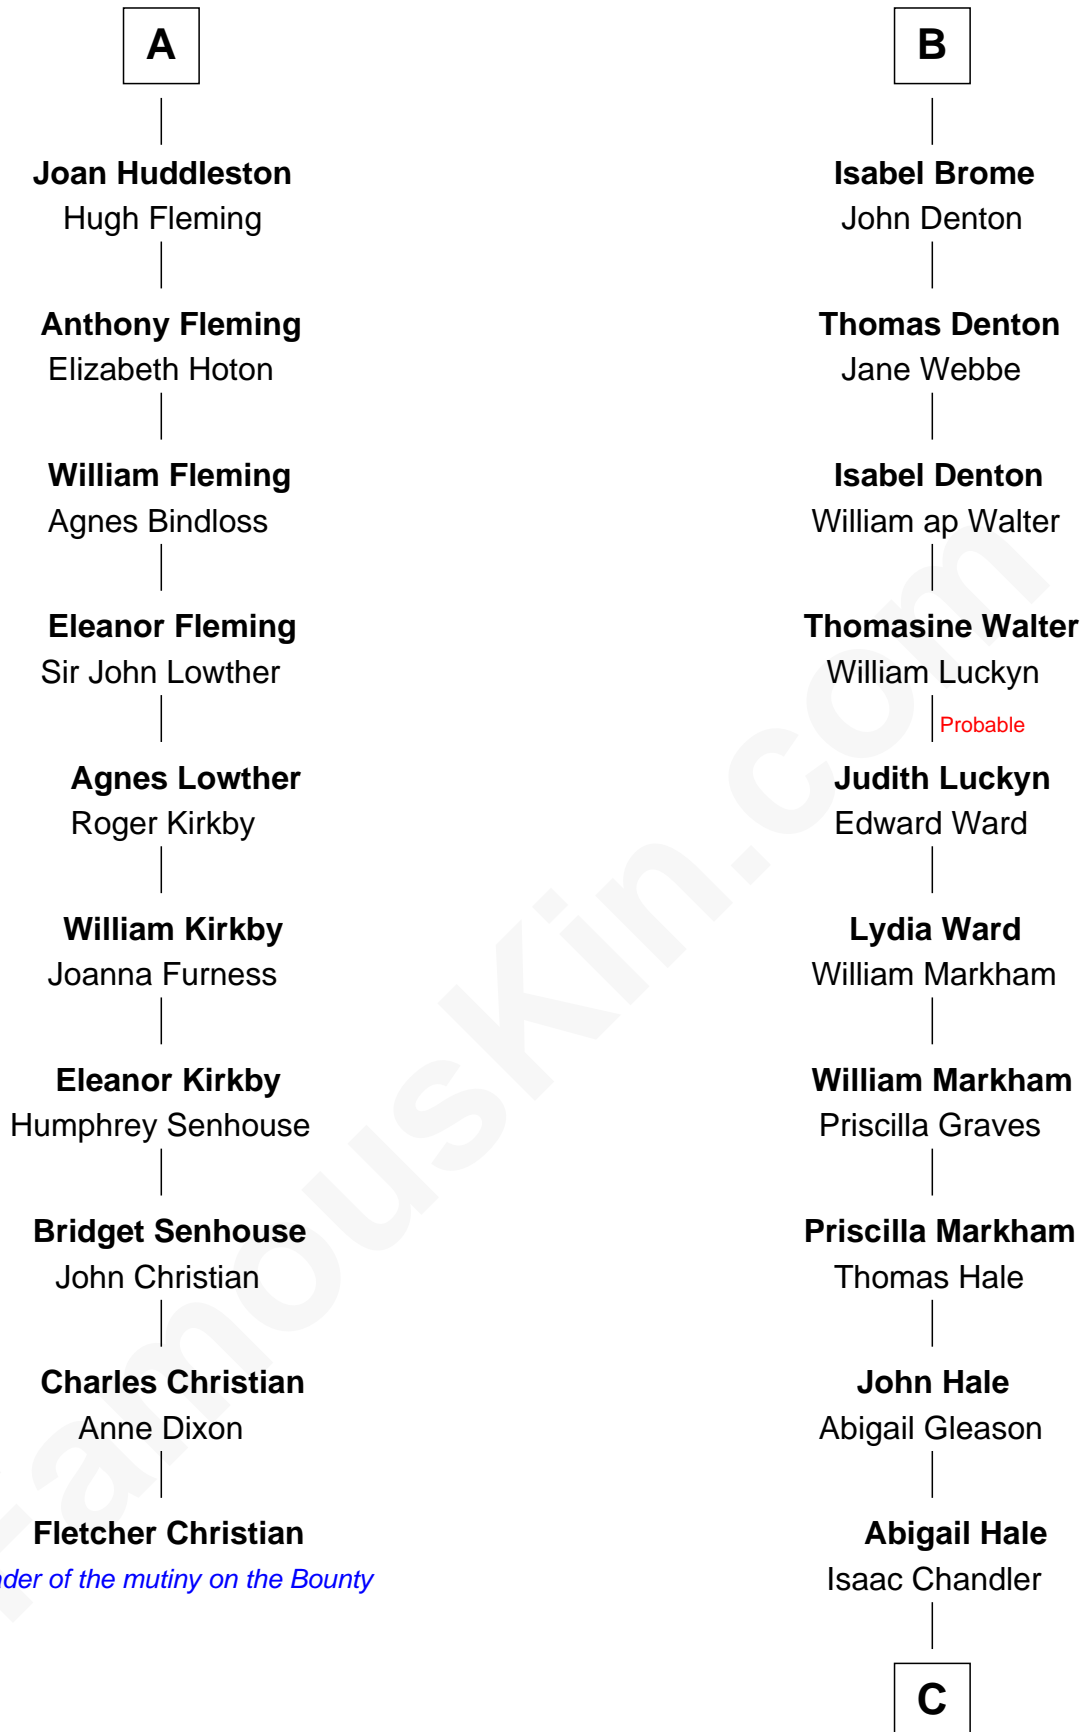 A
Joan Huddleston
Hugh Fleming
Anthony Fleming
Elizabeth Hoton
William Fleming
Agnes Bindloss
Eleanor Fleming
Sir John Lowther
Agnes Lowther
Roger Kirkby
William Kirkby
Joanna Furness
Eleanor Kirkby
Humphrey Senhouse
Bridget Senhouse
John Christian
Charles Christian
Anne Dixon
Fletcher Christian
of the mutiny on the Bounty
B
Isabel Brome
John Denton
Thomas Denton
Jane Webbe
Isabel Denton
William ap Walter
Thomasine Walter
William Luckyn
Probable
Judith Luckyn
Edward Ward
Lydia Ward
William Markham
William Markham
Priscilla Graves
Priscilla Markham
Thomas Hale
John Hale
Abigail Gleason
Abigail Hale
Isaac Chandler
C
FamousKin.com